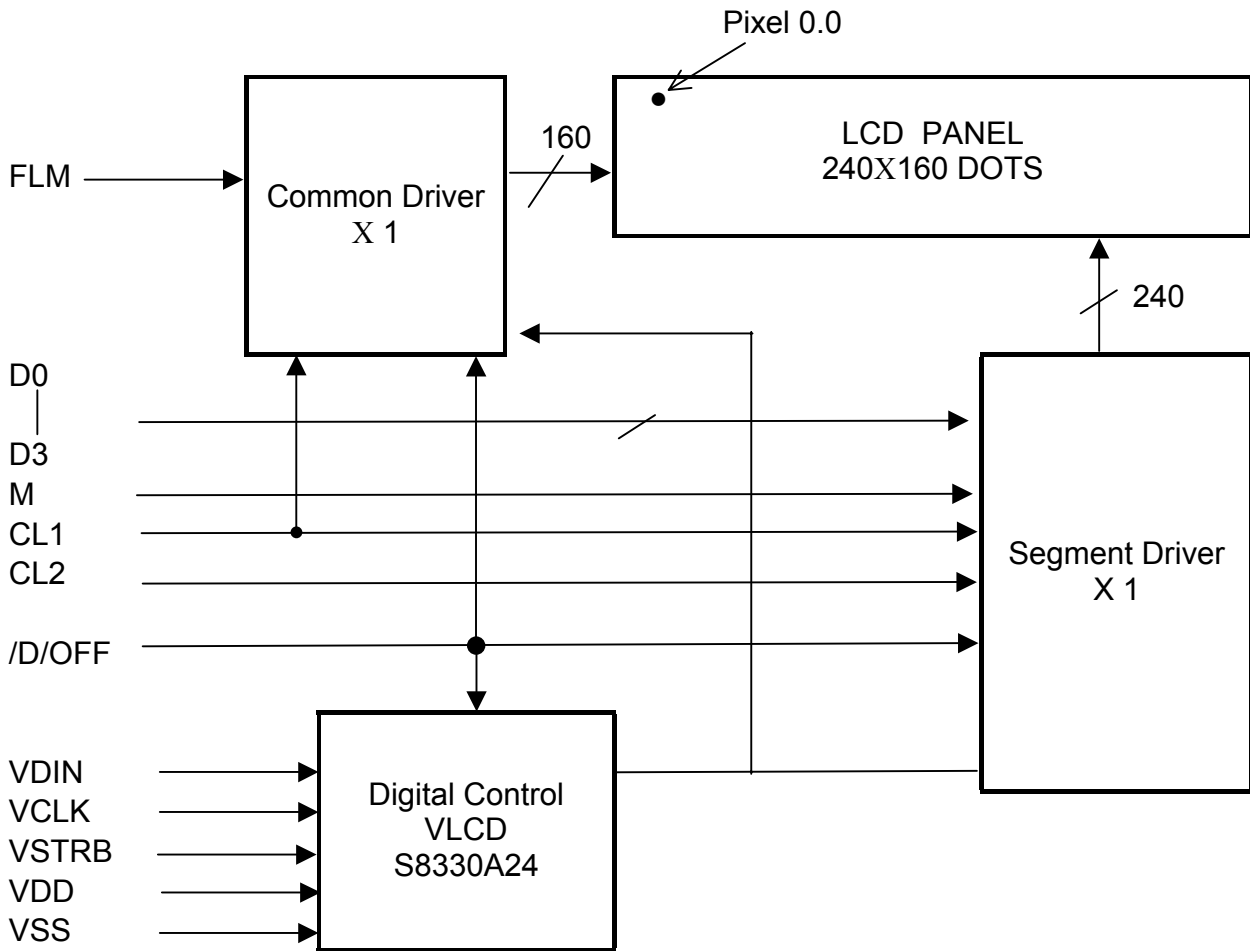 Pixel 0.0
LCD PANEL
240X160 DOTS
160
FLM
Common Driver
X 1
240
D0
D3
M
CL1
CL2
/D/OFF
Segment Driver
X 1
VDIN
VCLK
VSTRB
VDD
VSS
Digital Control
VLCD
S8330A24